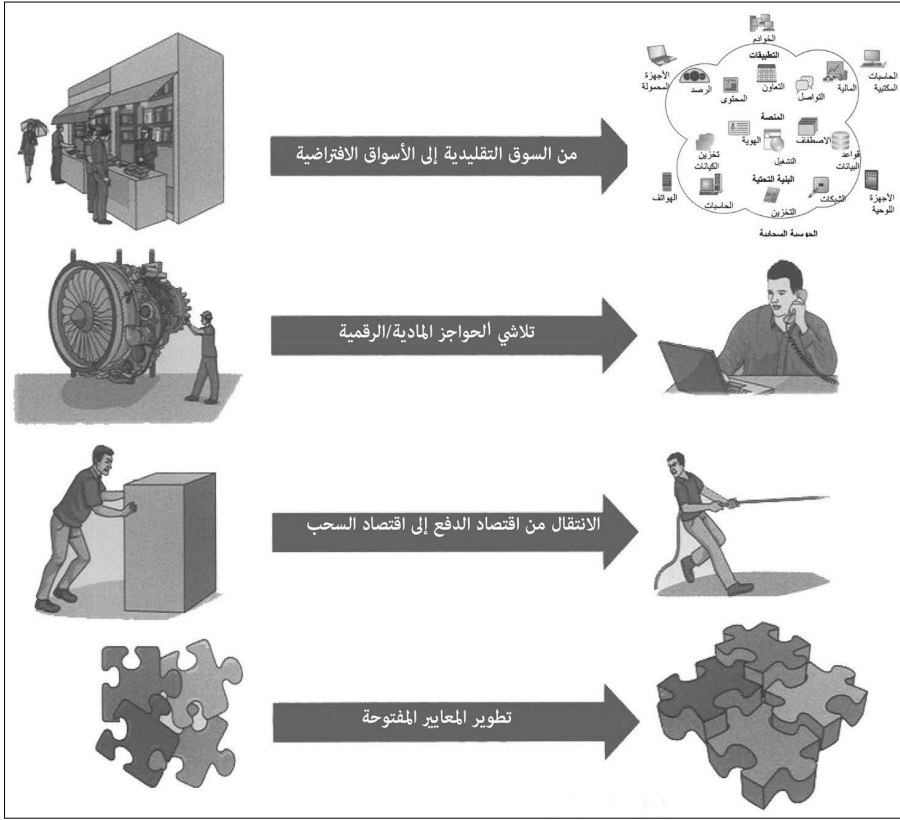 الخوادم
التطبيقات
الأجهزة
المحمولة
الحاسبات
المكتبية
الرصد
المحتوى
التعاون
التواصل
المالية
المنصة
الهوية
الاصطفاف
تخزين
الكيانات
التشغيل
قواعد
البيانات
البنية التحتية
الهواتف
الحاسبات
التخزين
الشبكات
الأجهزة
اللوحية
الحوسبة السحابية
من السوق التقليدية إلى الأسواق الافتراضية
تلاشي الحواجز المادية/الرقمية
الانتقال من اقتصاد الدفع إلى اقتصاد السحب
تطوير المعايير المفتوحة